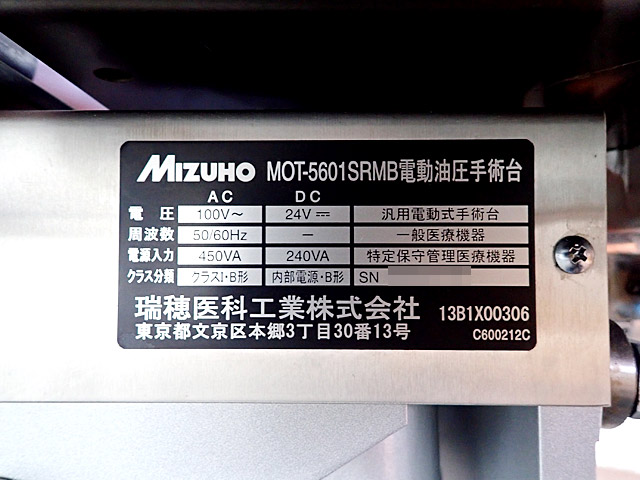 MIZUHO MOT-5601SRMB電動油圧手術台
AC DC
電圧 100V～ 24V⎓ 汎用電動式手術台
周波数 50/60Hz － 一般医療機器
電源入力 450VA 240VA 特定保守管理医療機器
クラス分類 クラスI・B形 内部電源・B形 SN
瑞穂医科工業株式会社 13B1X00306
東京都文京区本郷3丁目30番13号 C600212C